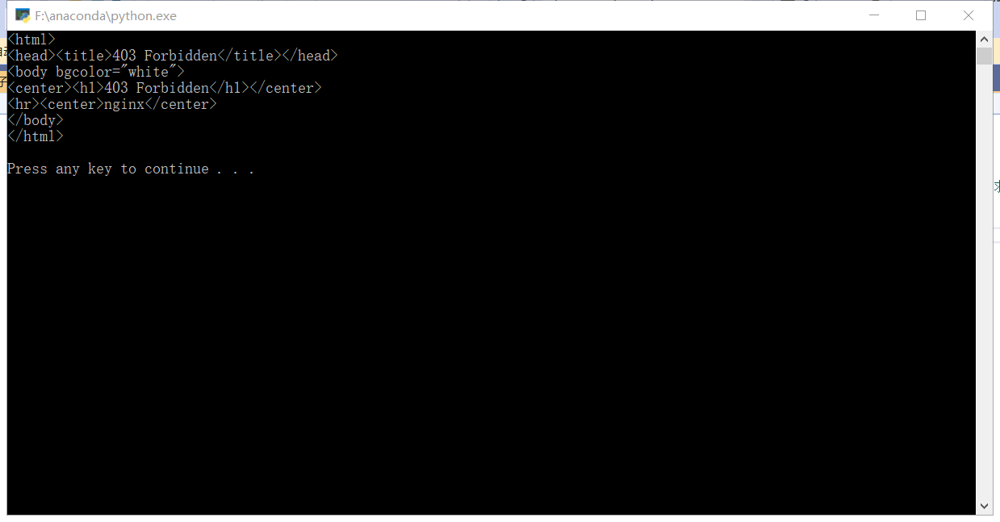 F:\anaconda\python.exe
<html>
<head><title>403 Forbidden</title></head>
<body bgcolor="white">
<center><h1>403 Forbidden</h1></center>
<hr><center>nginx</center>
</body>
</html>
Press any key to continue . . .